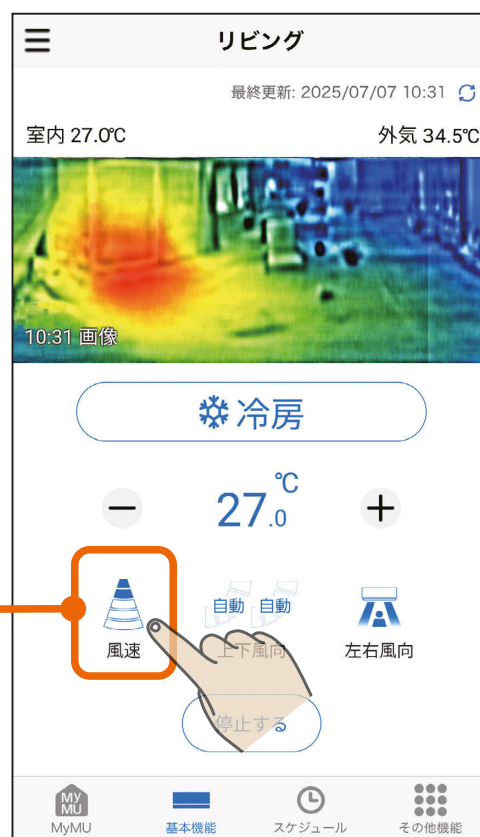 リビング
最終更新: 2025/07/07 10:31
室内 27.0℃
外気 34.5℃
10:31 画像
冷房
27.0℃
自動 自動
風速
上下風向
左右風向
停止する
MY
MU
MyMU
基本機能
スケジュール
その他機能